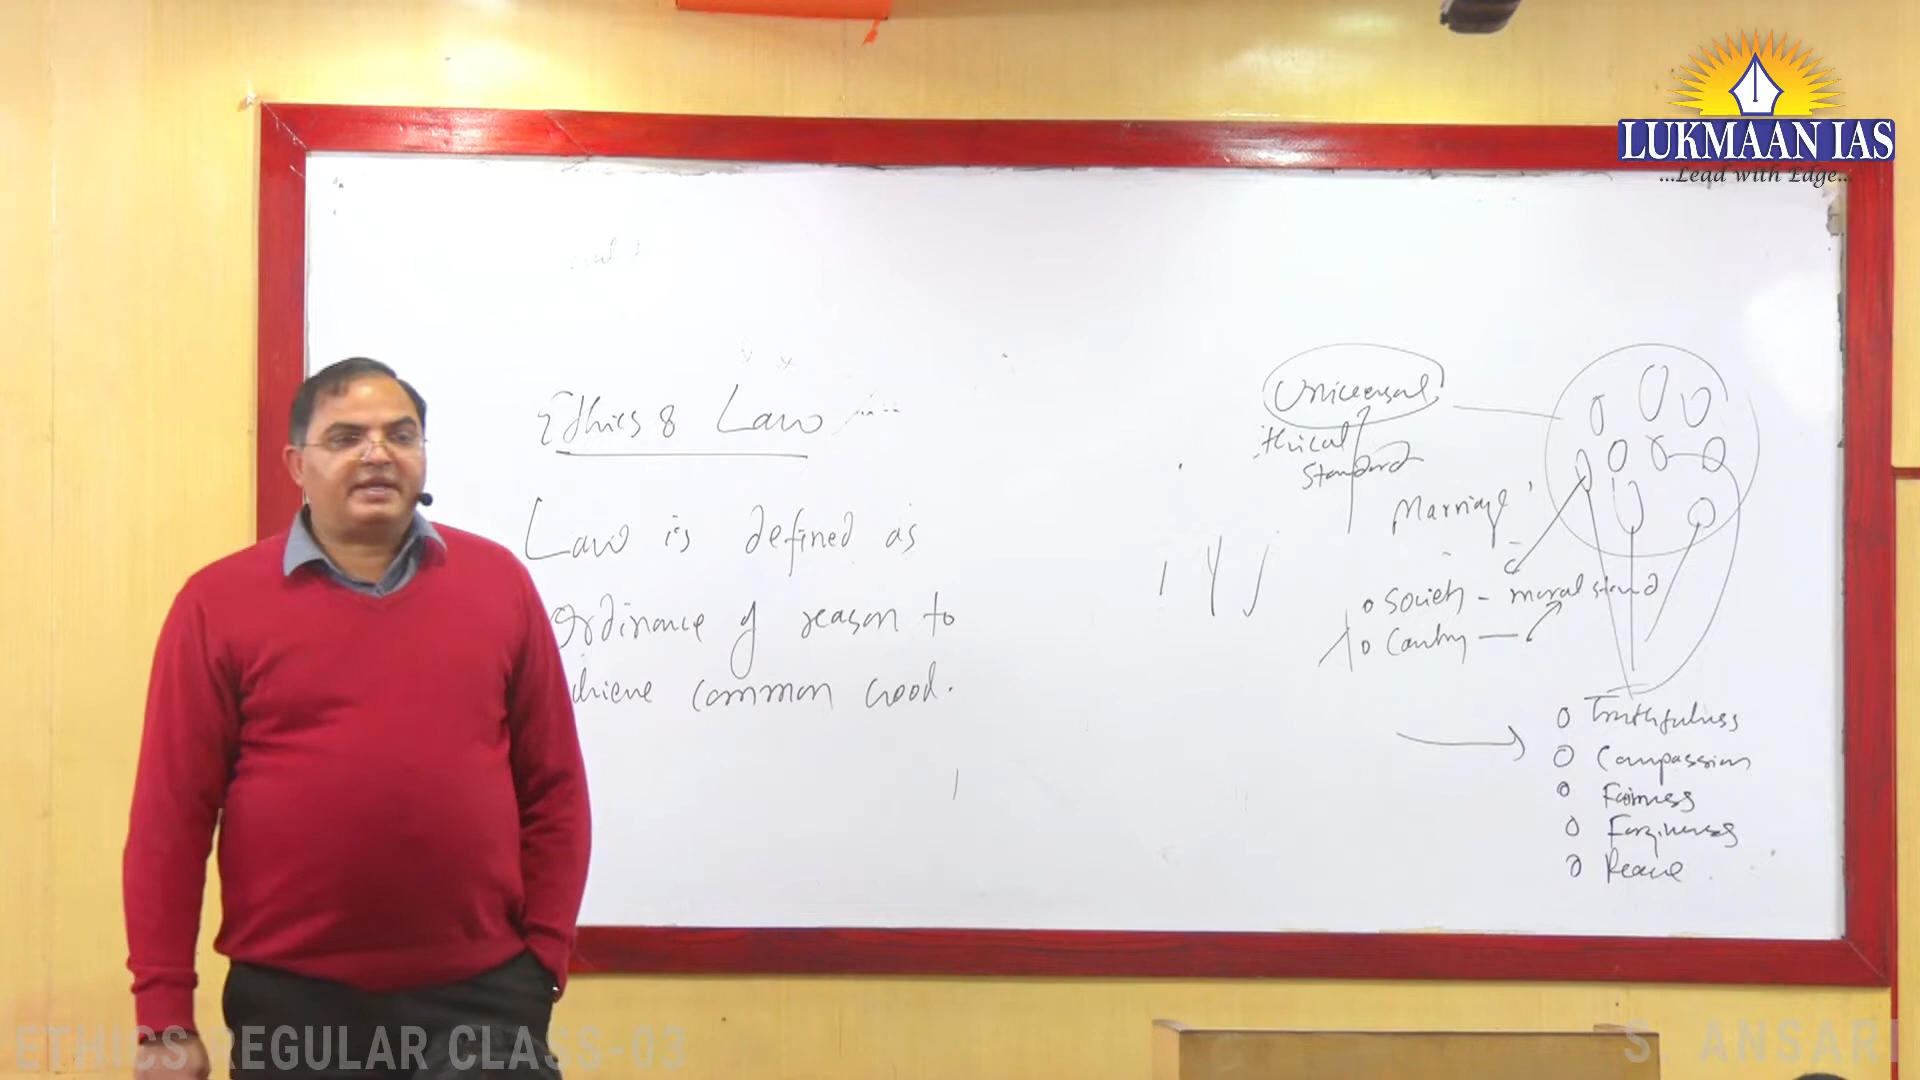 LUKMAAN IAS
...Lead with Edge...
Ethics & Law
Law is defined as
ordinance of reason to
achieve common Good.
Universal
Ethical
Standard
Marriage
Society - moral stand
Country
Truthfulness
Compassion
Fairness
Forgiveness
Peace
ETHICS REGULAR CLASS-03
S. ANSARI